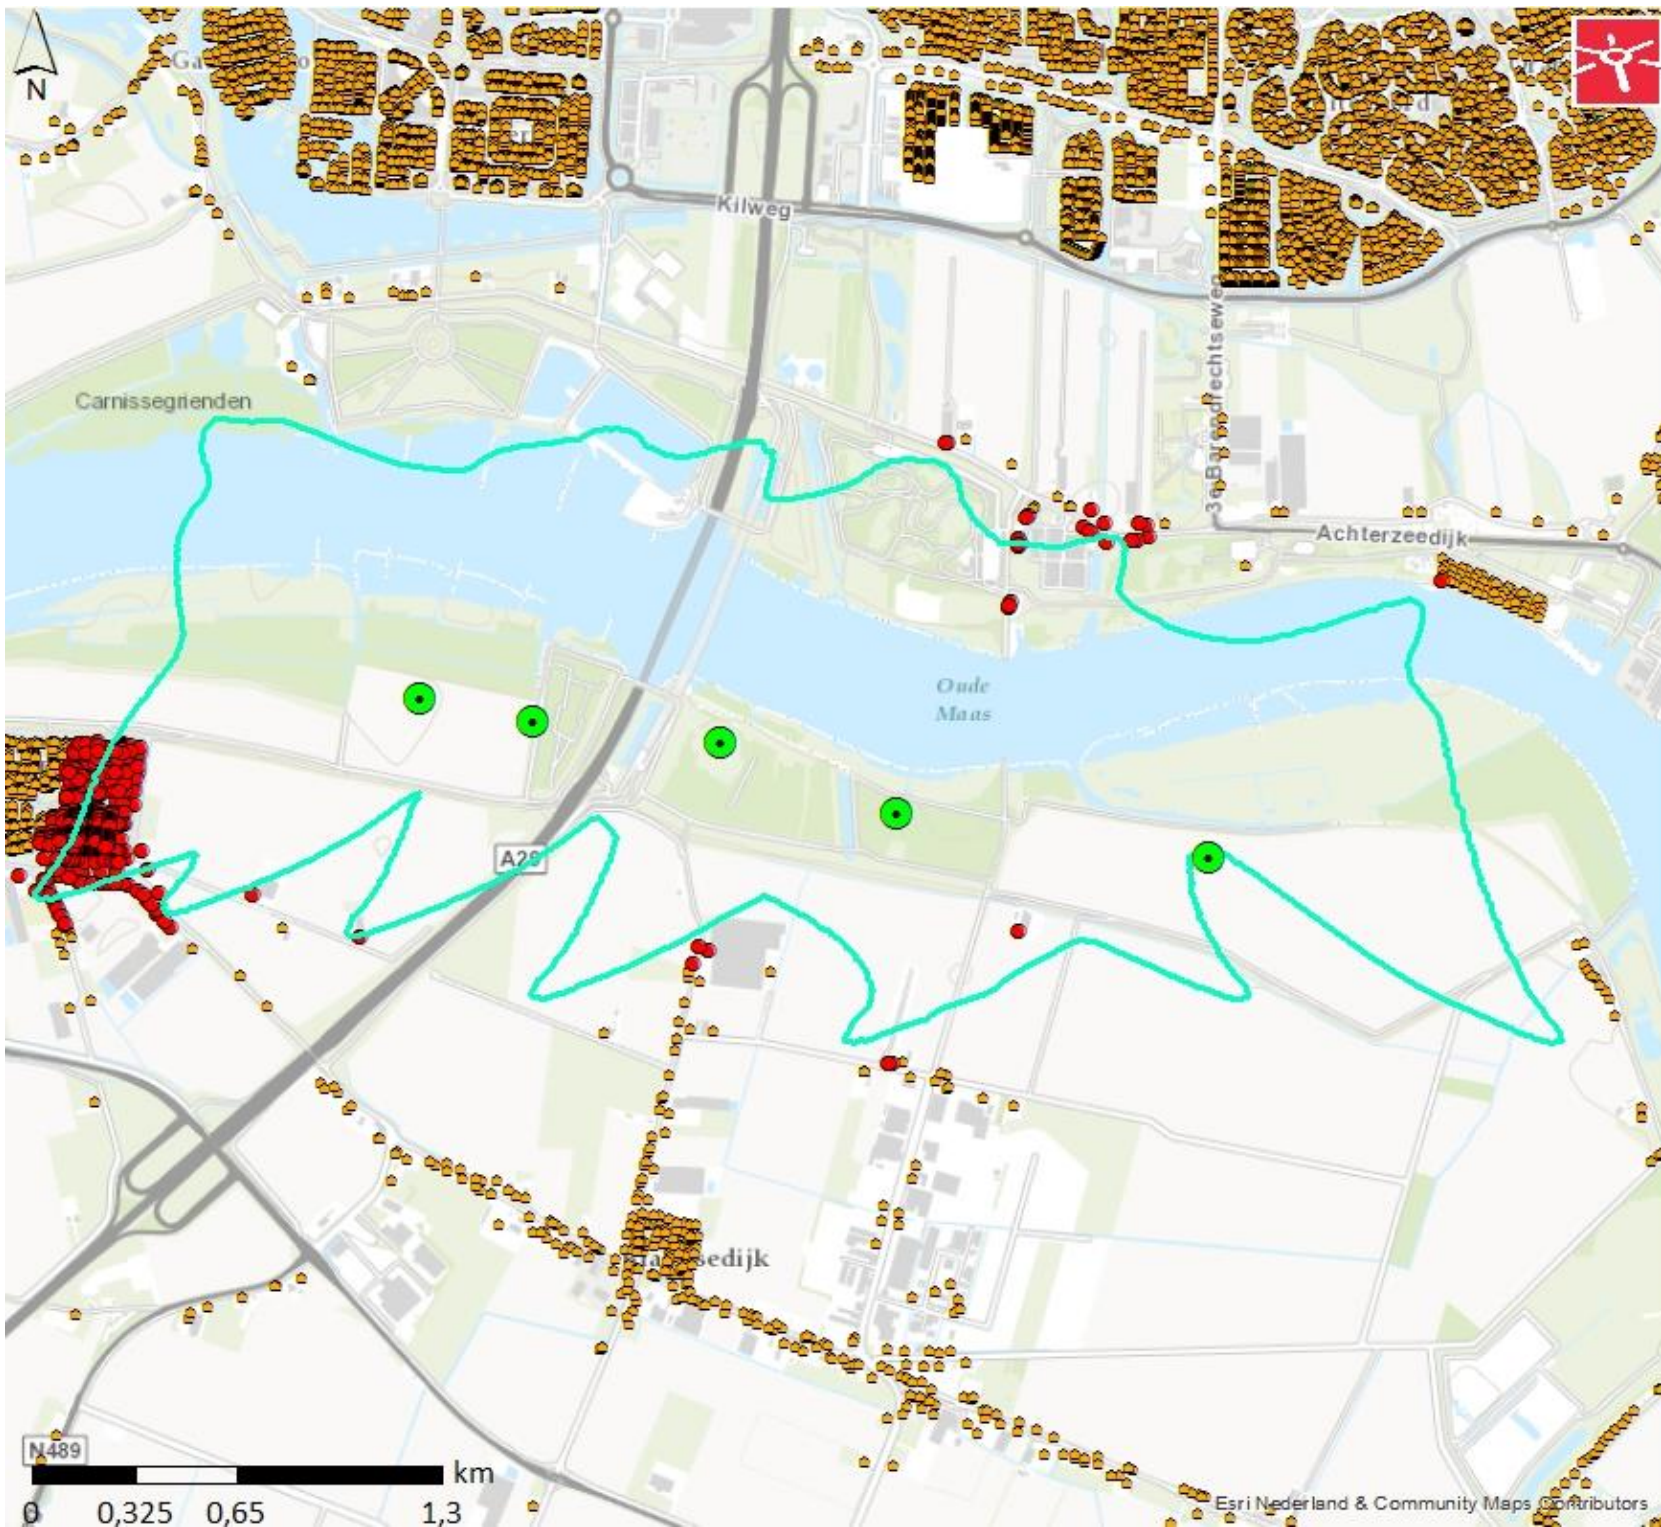 N
Kilweg
Carnissegrienden
3e Barendrechtseweg
Achterzeedijk
Oude
Maas
A29
N489
km
0 0,325 0,65 1,3
Esri Nederland & Community Maps Contributors